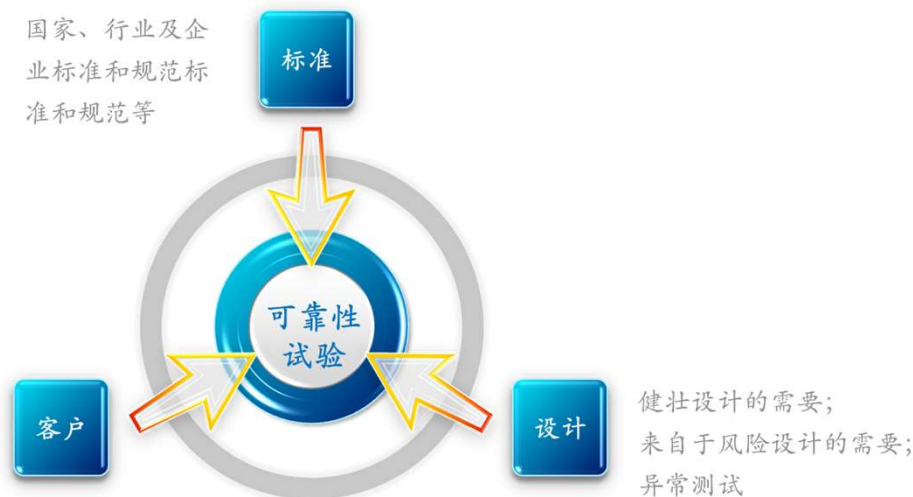 国家、行业及企
业标准和规范标
准和规范等
标准
可靠性
试验
客户
设计
健壮设计的需要;
来自于风险设计的需要;
异常测试